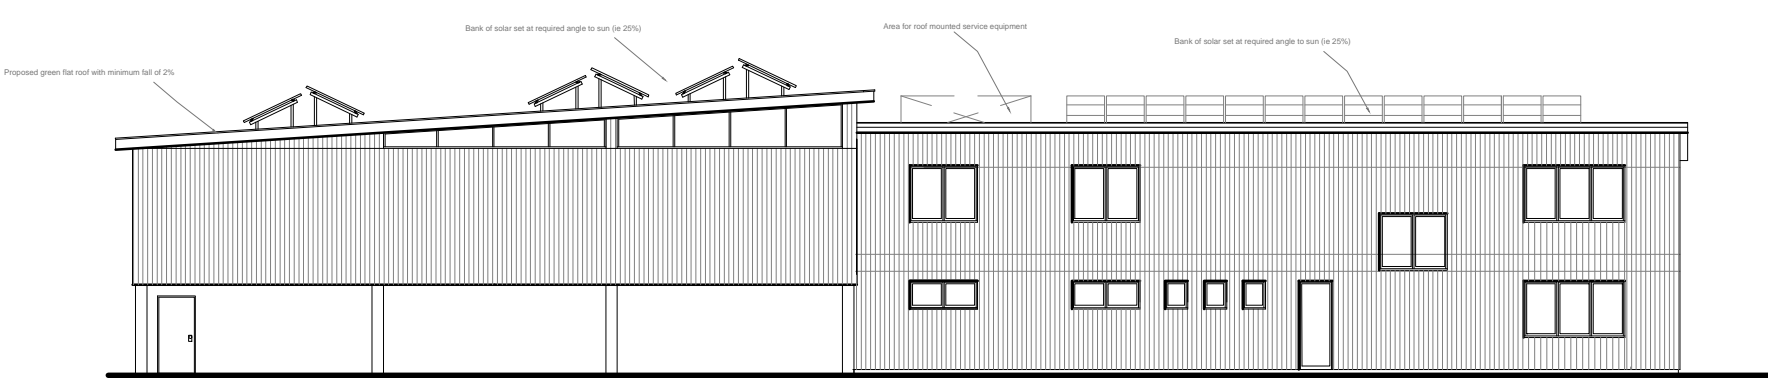 Proposed green flat roof with minimum fall of 2%
Bank of solar set at required angle to sun (ie 25%)
Area for roof mounted service equipment
Bank of solar set at required angle to sun (ie 25%)